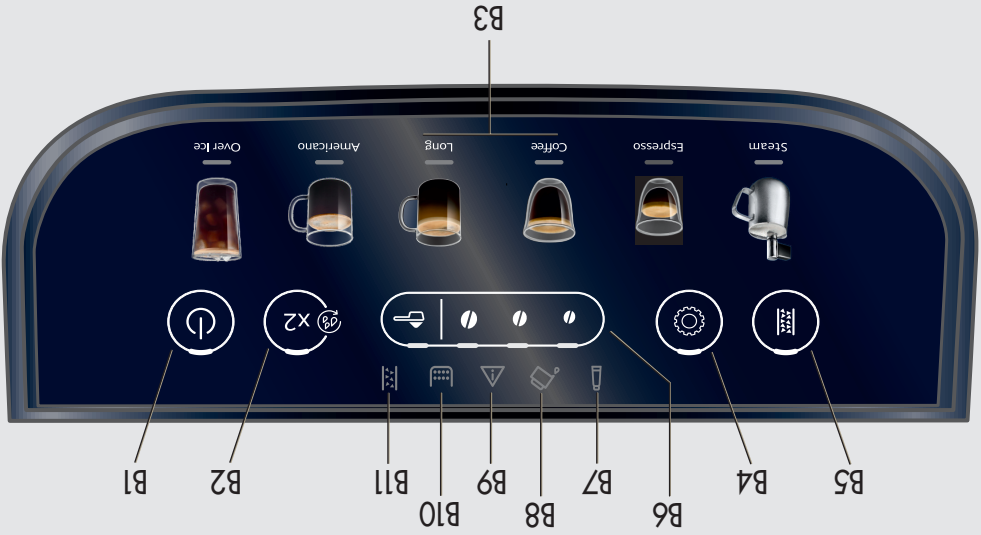 B6 B8 B10
B5 B4 B7 B9 B11 B2 B1
X2
Steam Espresso Coffee Long Americano Over Ice
B3